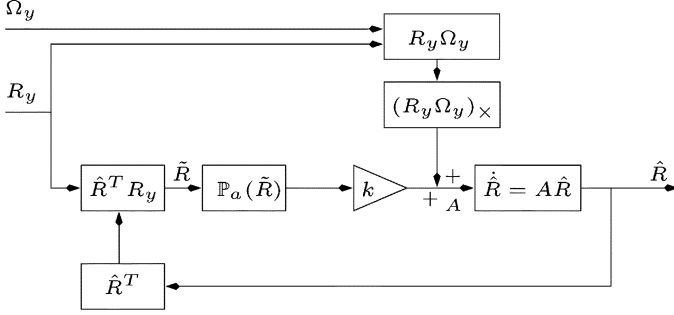 Ω_y
R_yΩ_y
R_y
(R_yΩ_y)_×
R̂^T R_y
R̃
ℙ_a(R̃)
k
+
+
A
R̂̇ = AR̂
R̂
R̂^T